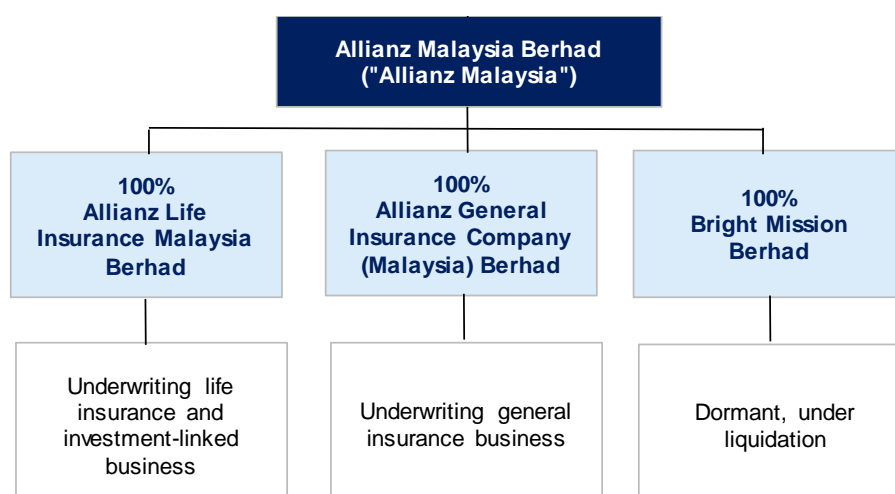 Allianz Malaysia Berhad
("Allianz Malaysia")
100%
Allianz Life
Insurance Malaysia
Berhad
100%
Allianz General
Insurance Company
(Malaysia) Berhad
100%
Bright Mission
Berhad
Underwriting life
insurance and
investment-linked
business
Underwriting general
insurance business
Dormant, under
liquidation